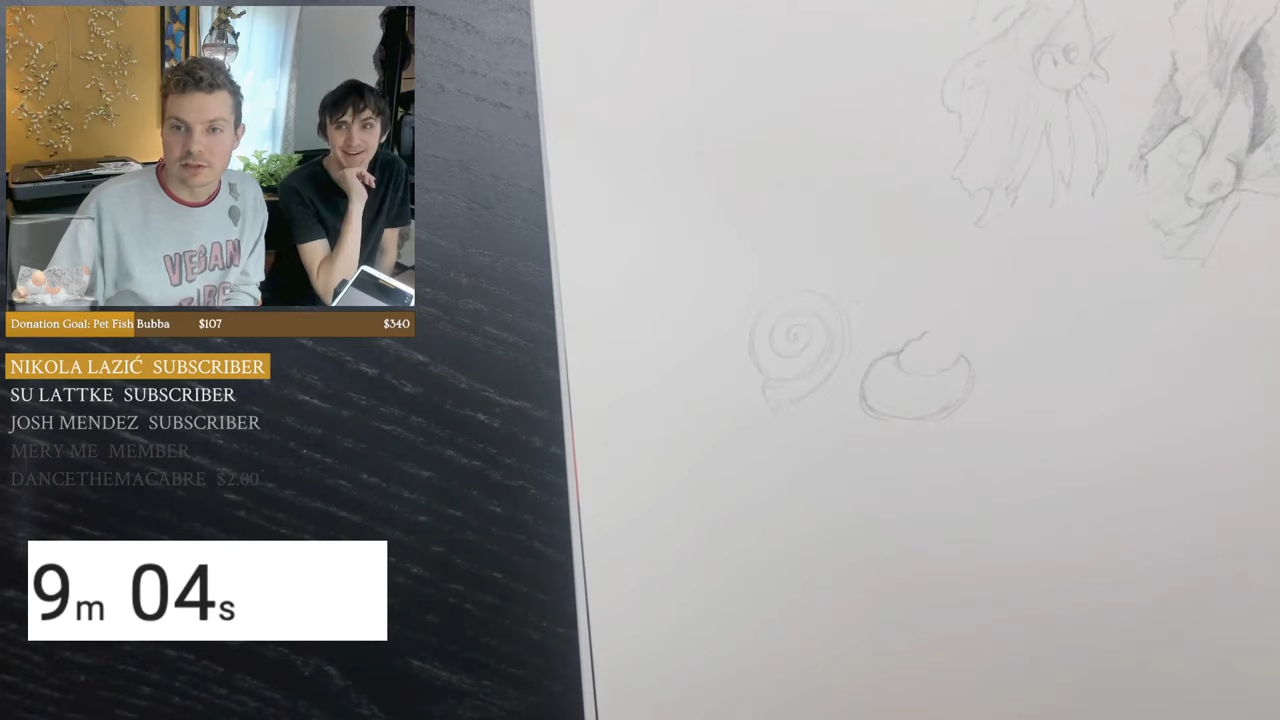 VEGAN
Donation Goal: Pet Fish Bubba $107 $340
NIKOLA LAZIĆ SUBSCRIBER
SU LATTKE SUBSCRIBER
JOSH MENDEZ SUBSCRIBER
MERY ME MEMBER
DANCETHEMACABRE $2.00
9m 04s